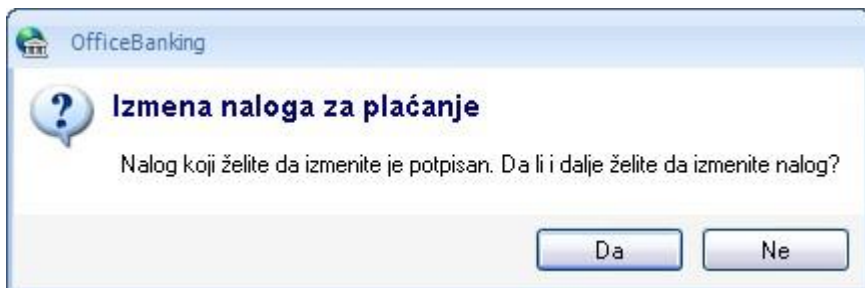 OfficeBanking
Izmena naloga za plaćanje
Nalog koji želite da izmenite je potpisan. Da li i dalje želite da izmenite nalog?
Da Ne